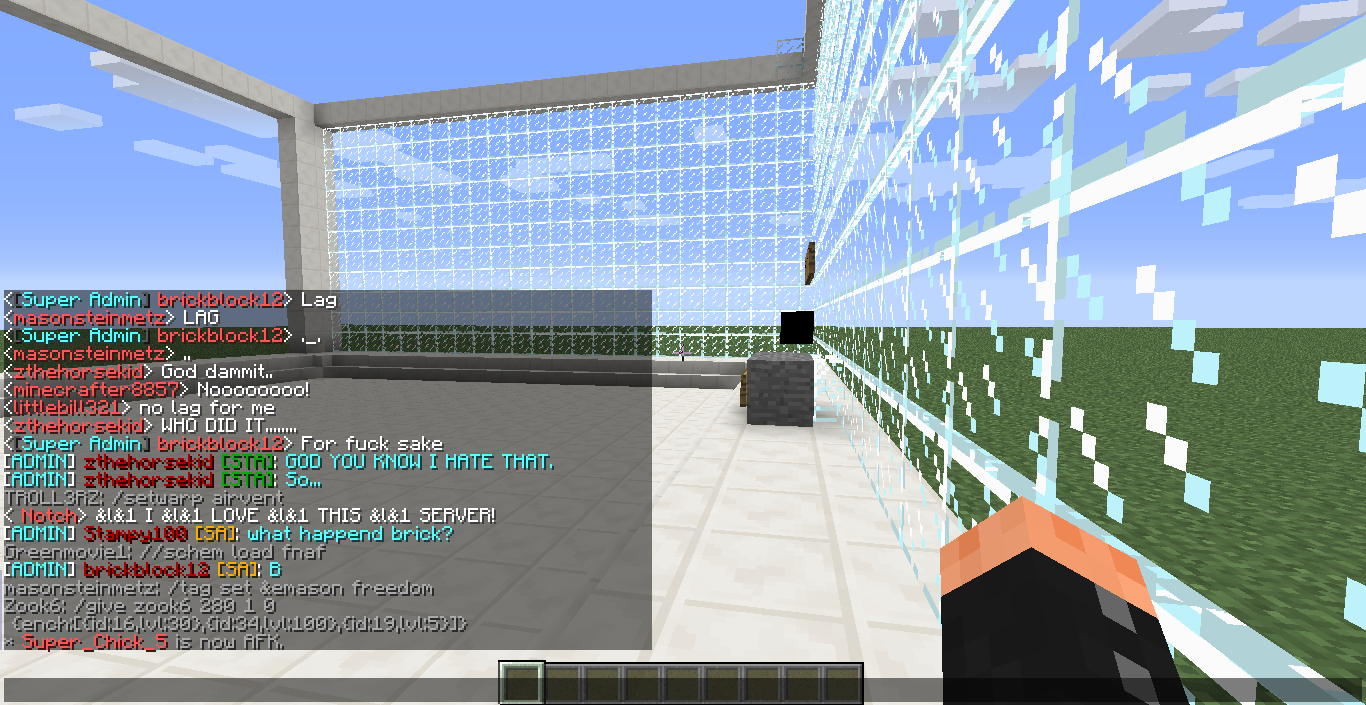 <[Super Admin] brickblock12> Lag
<masonsteinmetz> LAG
<[Super Admin] brickblock12> ._.
<masonsteinmetz> ..
<zthehorsekid> God dammit..
<minecrafter8857> Noooooooo!
<littlebill321> no lag for me
<zthehorsekid> WHO DID IT.......
<[Super Admin] brickblock12> For fuck sake
[ADMIN] zthehorsekid [STA]: GOD YOU KNOW I HATE THAT.
[ADMIN] zthehorsekid [STA]: So...
TROLL3RZ: /setwarp airvent
< Notch> &l&1 I &l&1 LOVE &l&1 THIS &l&1 SERVER!
[ADMIN] Stampy100 [SA]: what happend brick?
Greenmovie1: //schem load fnaf
[ADMIN] brickblock12 [SA]: B
masonsteinmetz: /tag set &emason freedom
Zook6: /give zook6 280 1 0
{ench:[{id:16,lvl:30},{id:34,lvl:100},{id:19,lvl:5}]}
* Super_Chick_5 is now AFK.